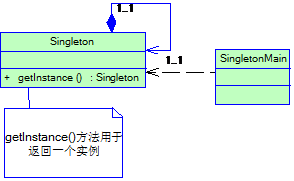 1..1
Singleton
+ getInstance () : Singleton
1..1
SingletonMain
getInstance()方法用于
返回一个实例